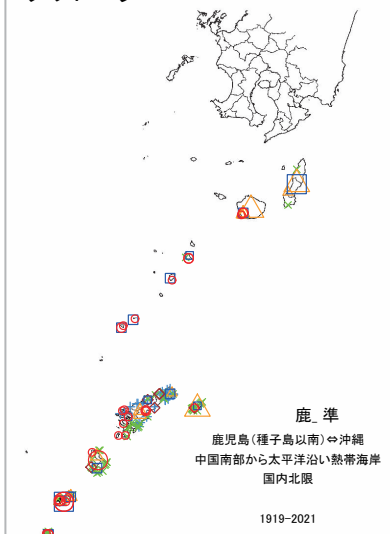 鹿_ 準
鹿児島(種子島以南)⇔沖縄
中国南部から太平洋沿い熱帯海岸
国内北限
1919-2021